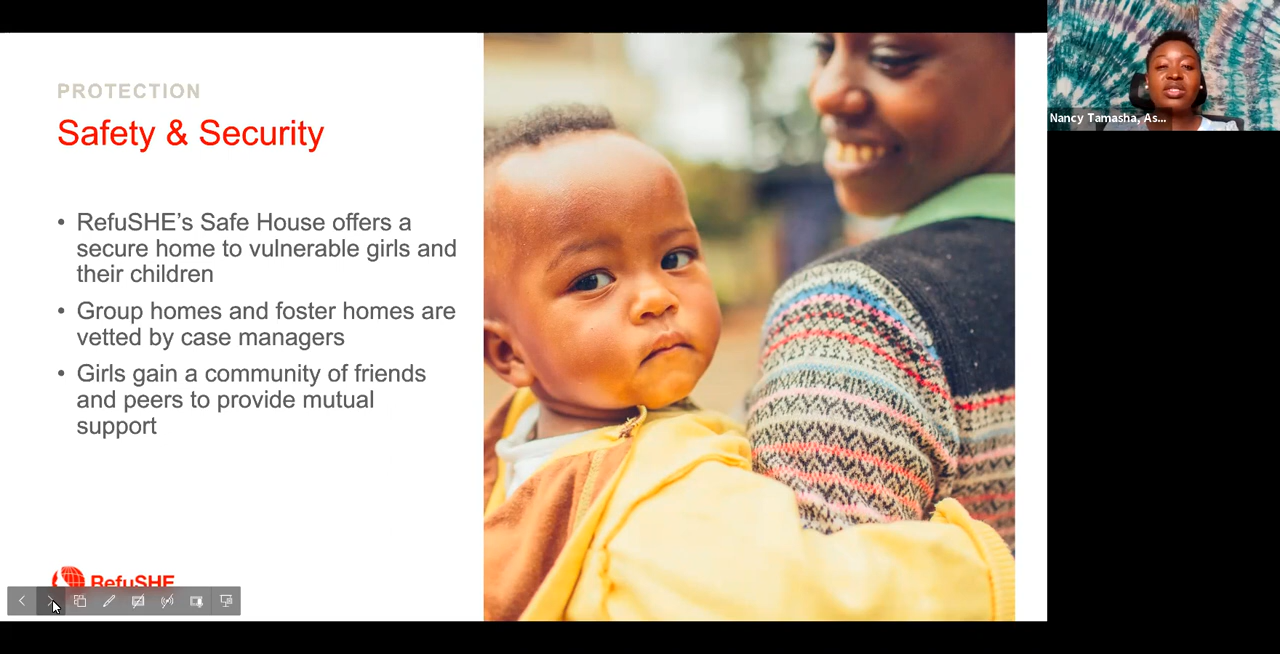 PROTECTION
Safety & Security
• RefuSHE’s Safe House offers a
secure home to vulnerable girls and
their children
• Group homes and foster homes are
vetted by case managers
• Girls gain a community of friends
and peers to provide mutual
support
RefuSHE
Nancy Tamasha, As...